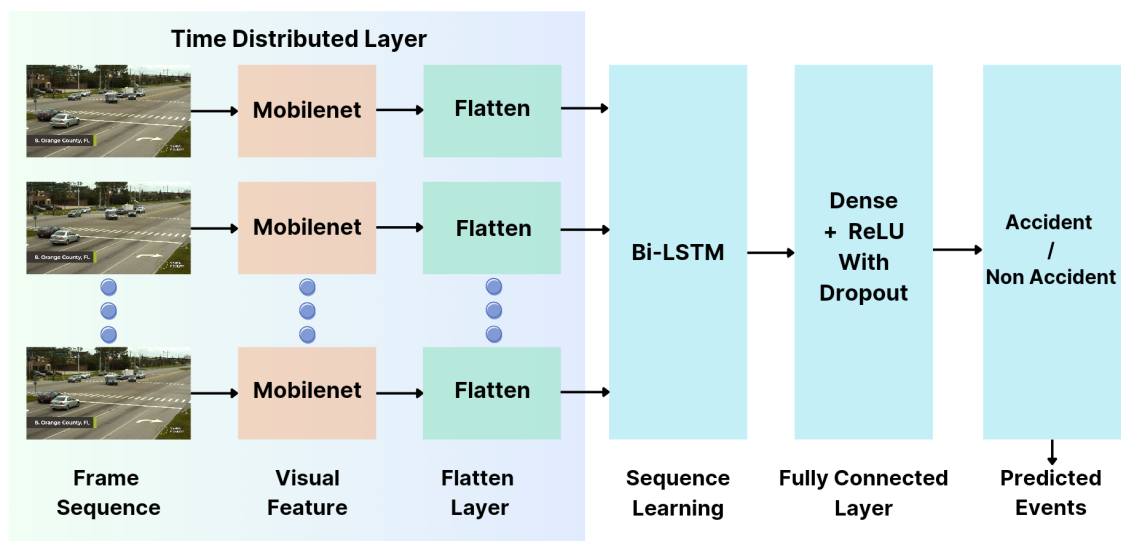 Time Distributed Layer
S. Orange County, FL
Mobilenet
Flatten
S. Orange County, FL
Mobilenet
Flatten
Bi-LSTM
Dense
+ ReLU
With
Dropout
Accident
/
Non Accident
S. Orange County, FL
Mobilenet
Flatten
Frame
Sequence
Visual
Feature
Flatten
Layer
Sequence
Learning
Fully Connected
Layer
Predicted
Events